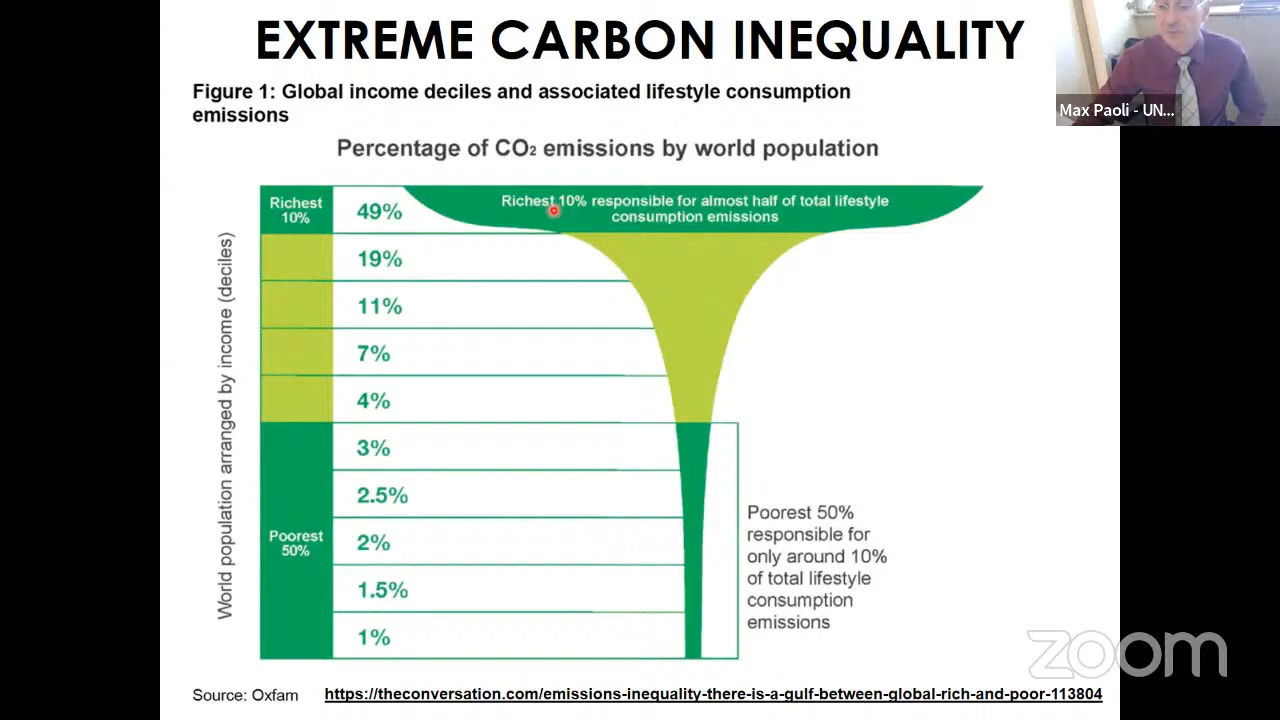 EXTREME CARBON INEQUALITY
Max Paoli - UN...
Figure 1: Global income deciles and associated lifestyle consumption
emissions
Percentage of CO₂ emissions by world population
World population arranged by income (deciles)
Richest
10%
49%
Richest 10% responsible for almost half of total lifestyle
consumption emissions
19%
11%
7%
4%
3%
2.5%
2%
1.5%
1%
Poorest
50%
Poorest 50%
responsible for
only around 10%
of total lifestyle
consumption
emissions
zoom
Source: Oxfam
https://theconversation.com/emissions-inequality-there-is-a-gulf-between-global-rich-and-poor-113804